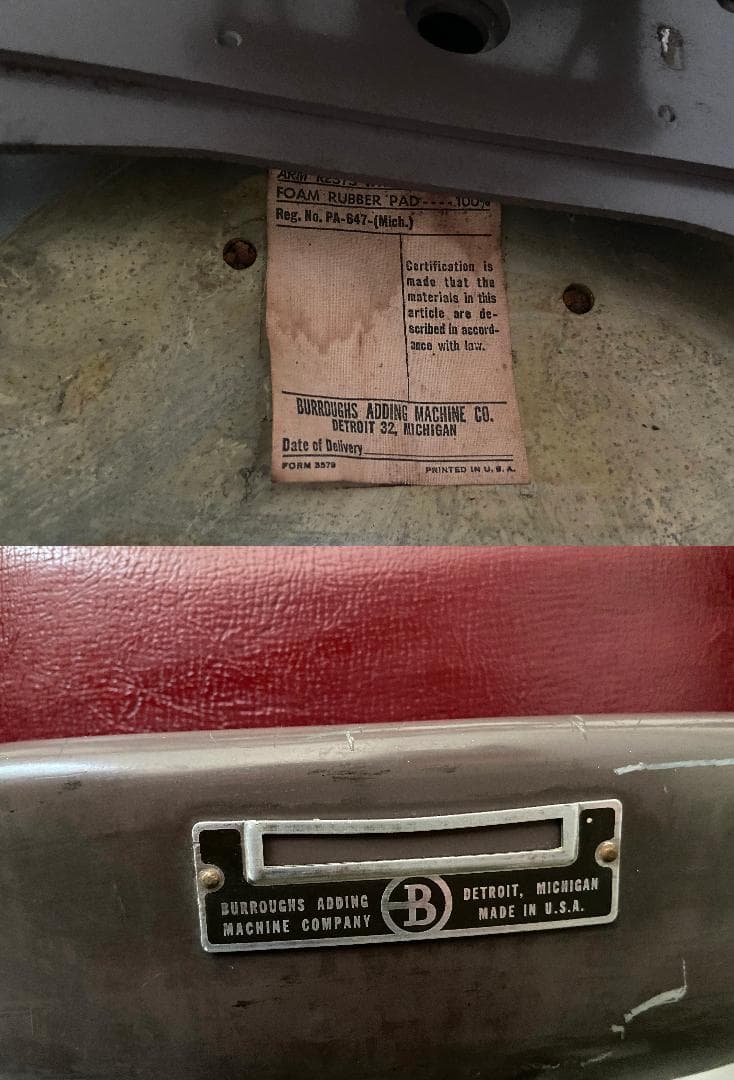 ARM RESTS
FOAM RUBBER PAD----100%
Reg. No. PA-647-(Mich.)
Certification is
made that the
materials in this
article are de-
scribed in accord-
ance with law.
BURROUGHS ADDING MACHINE CO.
DETROIT 32, MICHIGAN
Date of Delivery
FORM 3579
PRINTED IN U.S.A.
BURROUGHS ADDING
MACHINE COMPANY
B
DETROIT, MICHIGAN
MADE IN U.S.A.